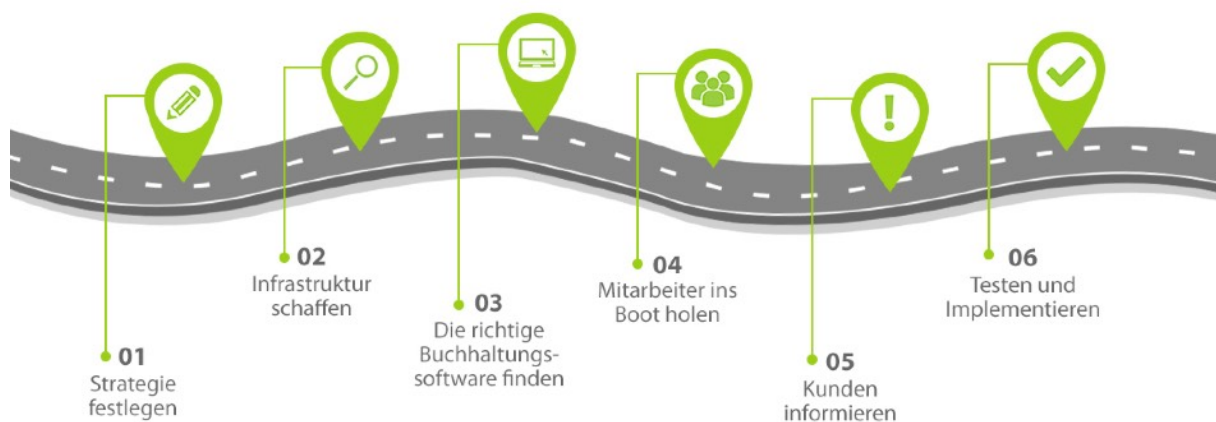 01
Strategie
festlegen
02
Infrastruktur
schaffen
03
Die richtige
Buchhaltungs-
software finden
04
Mitarbeiter ins
Boot holen
05
Kunden
informieren
06
Testen und
Implementieren